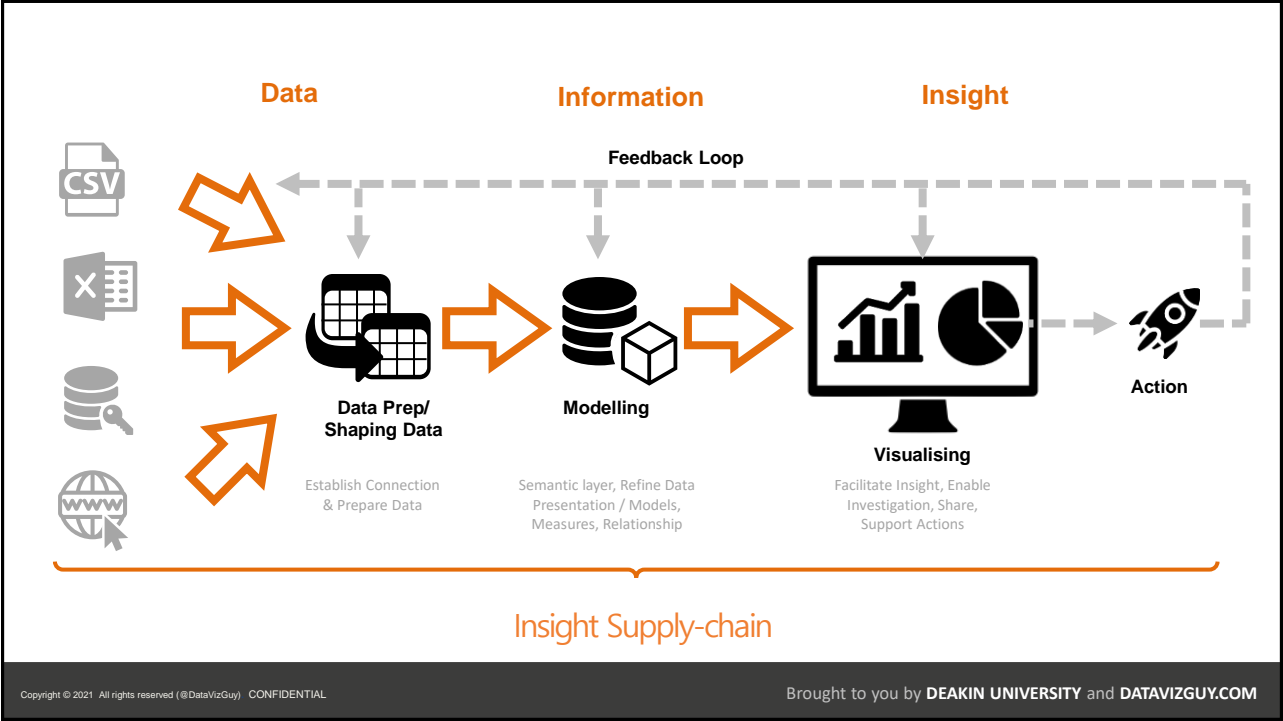 Data
Information
Insight
Feedback Loop
CSV
X
www
Data Prep/
Shaping Data
Modelling
Visualising
Action
Establish Connection
& Prepare Data
Semantic layer, Refine Data
Presentation / Models,
Measures, Relationship
Facilitate Insight, Enable
Investigation, Share,
Support Actions
Insight Supply-chain
Copyright © 2021 All rights reserved (@DataVizGuy) CONFIDENTIAL
Brought to you by DEAKIN UNIVERSITY and DATAVIZGUY.COM